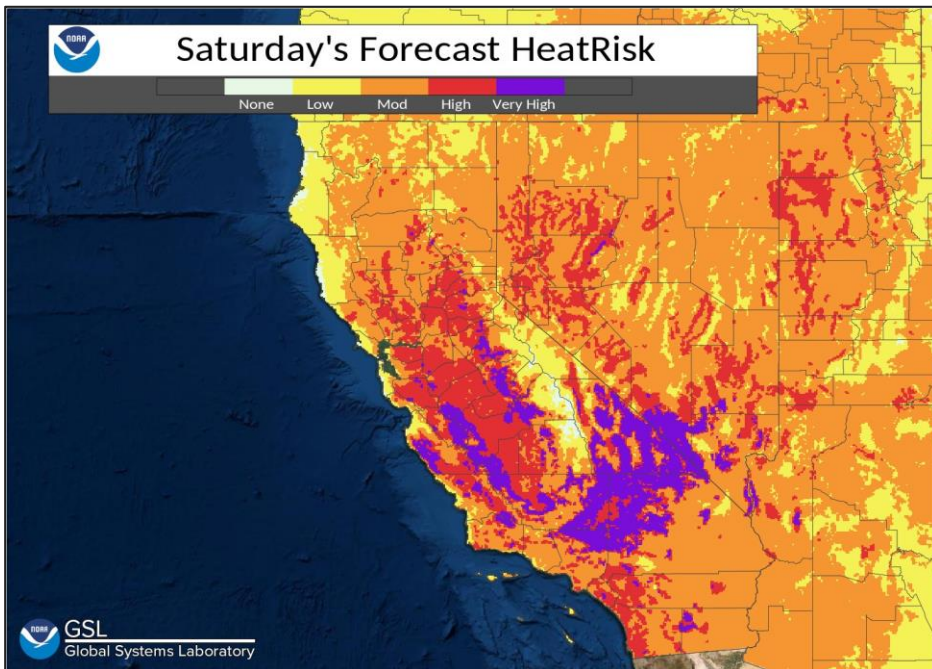 NOAA
Saturday's Forecast HeatRisk
None Low Mod High Very High
NOAA
GSL
Global Systems Laboratory